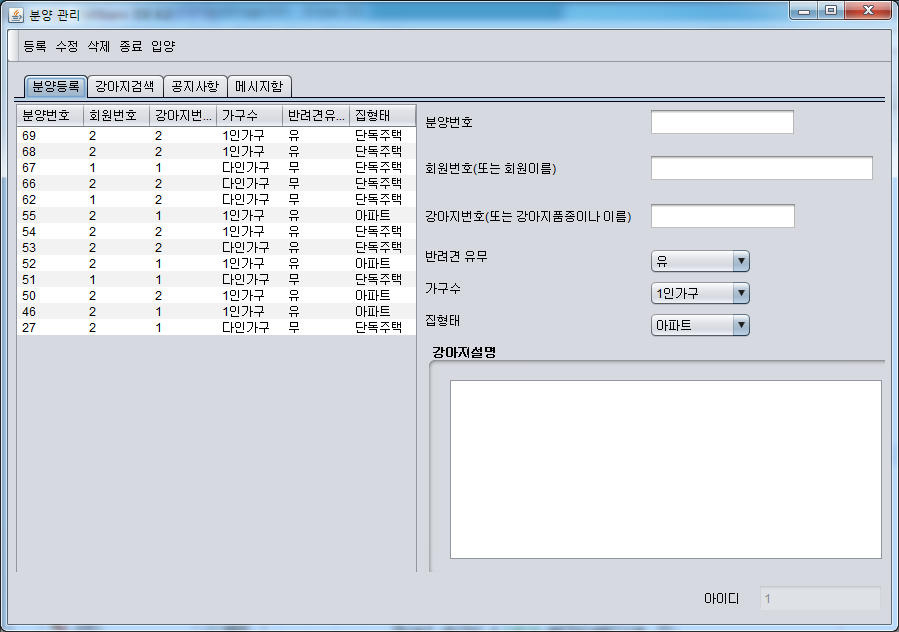 분양 관리
등록 수정 삭제 종료 입양
분양등록 강아지검색 공지사항 메시지함
분양번호 회원번호 강아지번... 가구수 반려견유... 집형태
69 2 2 1인가구 유 단독주택
68 2 2 1인가구 유 단독주택
67 1 1 다인가구 무 단독주택
66 2 2 다인가구 무 단독주택
62 1 2 다인가구 무 단독주택
55 2 1 1인가구 유 아파트
54 2 2 1인가구 유 단독주택
53 2 2 다인가구 유 단독주택
52 2 1 1인가구 유 아파트
51 1 1 다인가구 무 단독주택
50 2 2 1인가구 유 아파트
46 2 1 1인가구 유 아파트
27 2 1 다인가구 무 단독주택
분양번호
회원번호(또는 회원이름)
강아지번호(또는 강아지품종이나 이름)
반려견 유무 유
가구수 1인가구
집형태 아파트
강아지설명
아이디 1